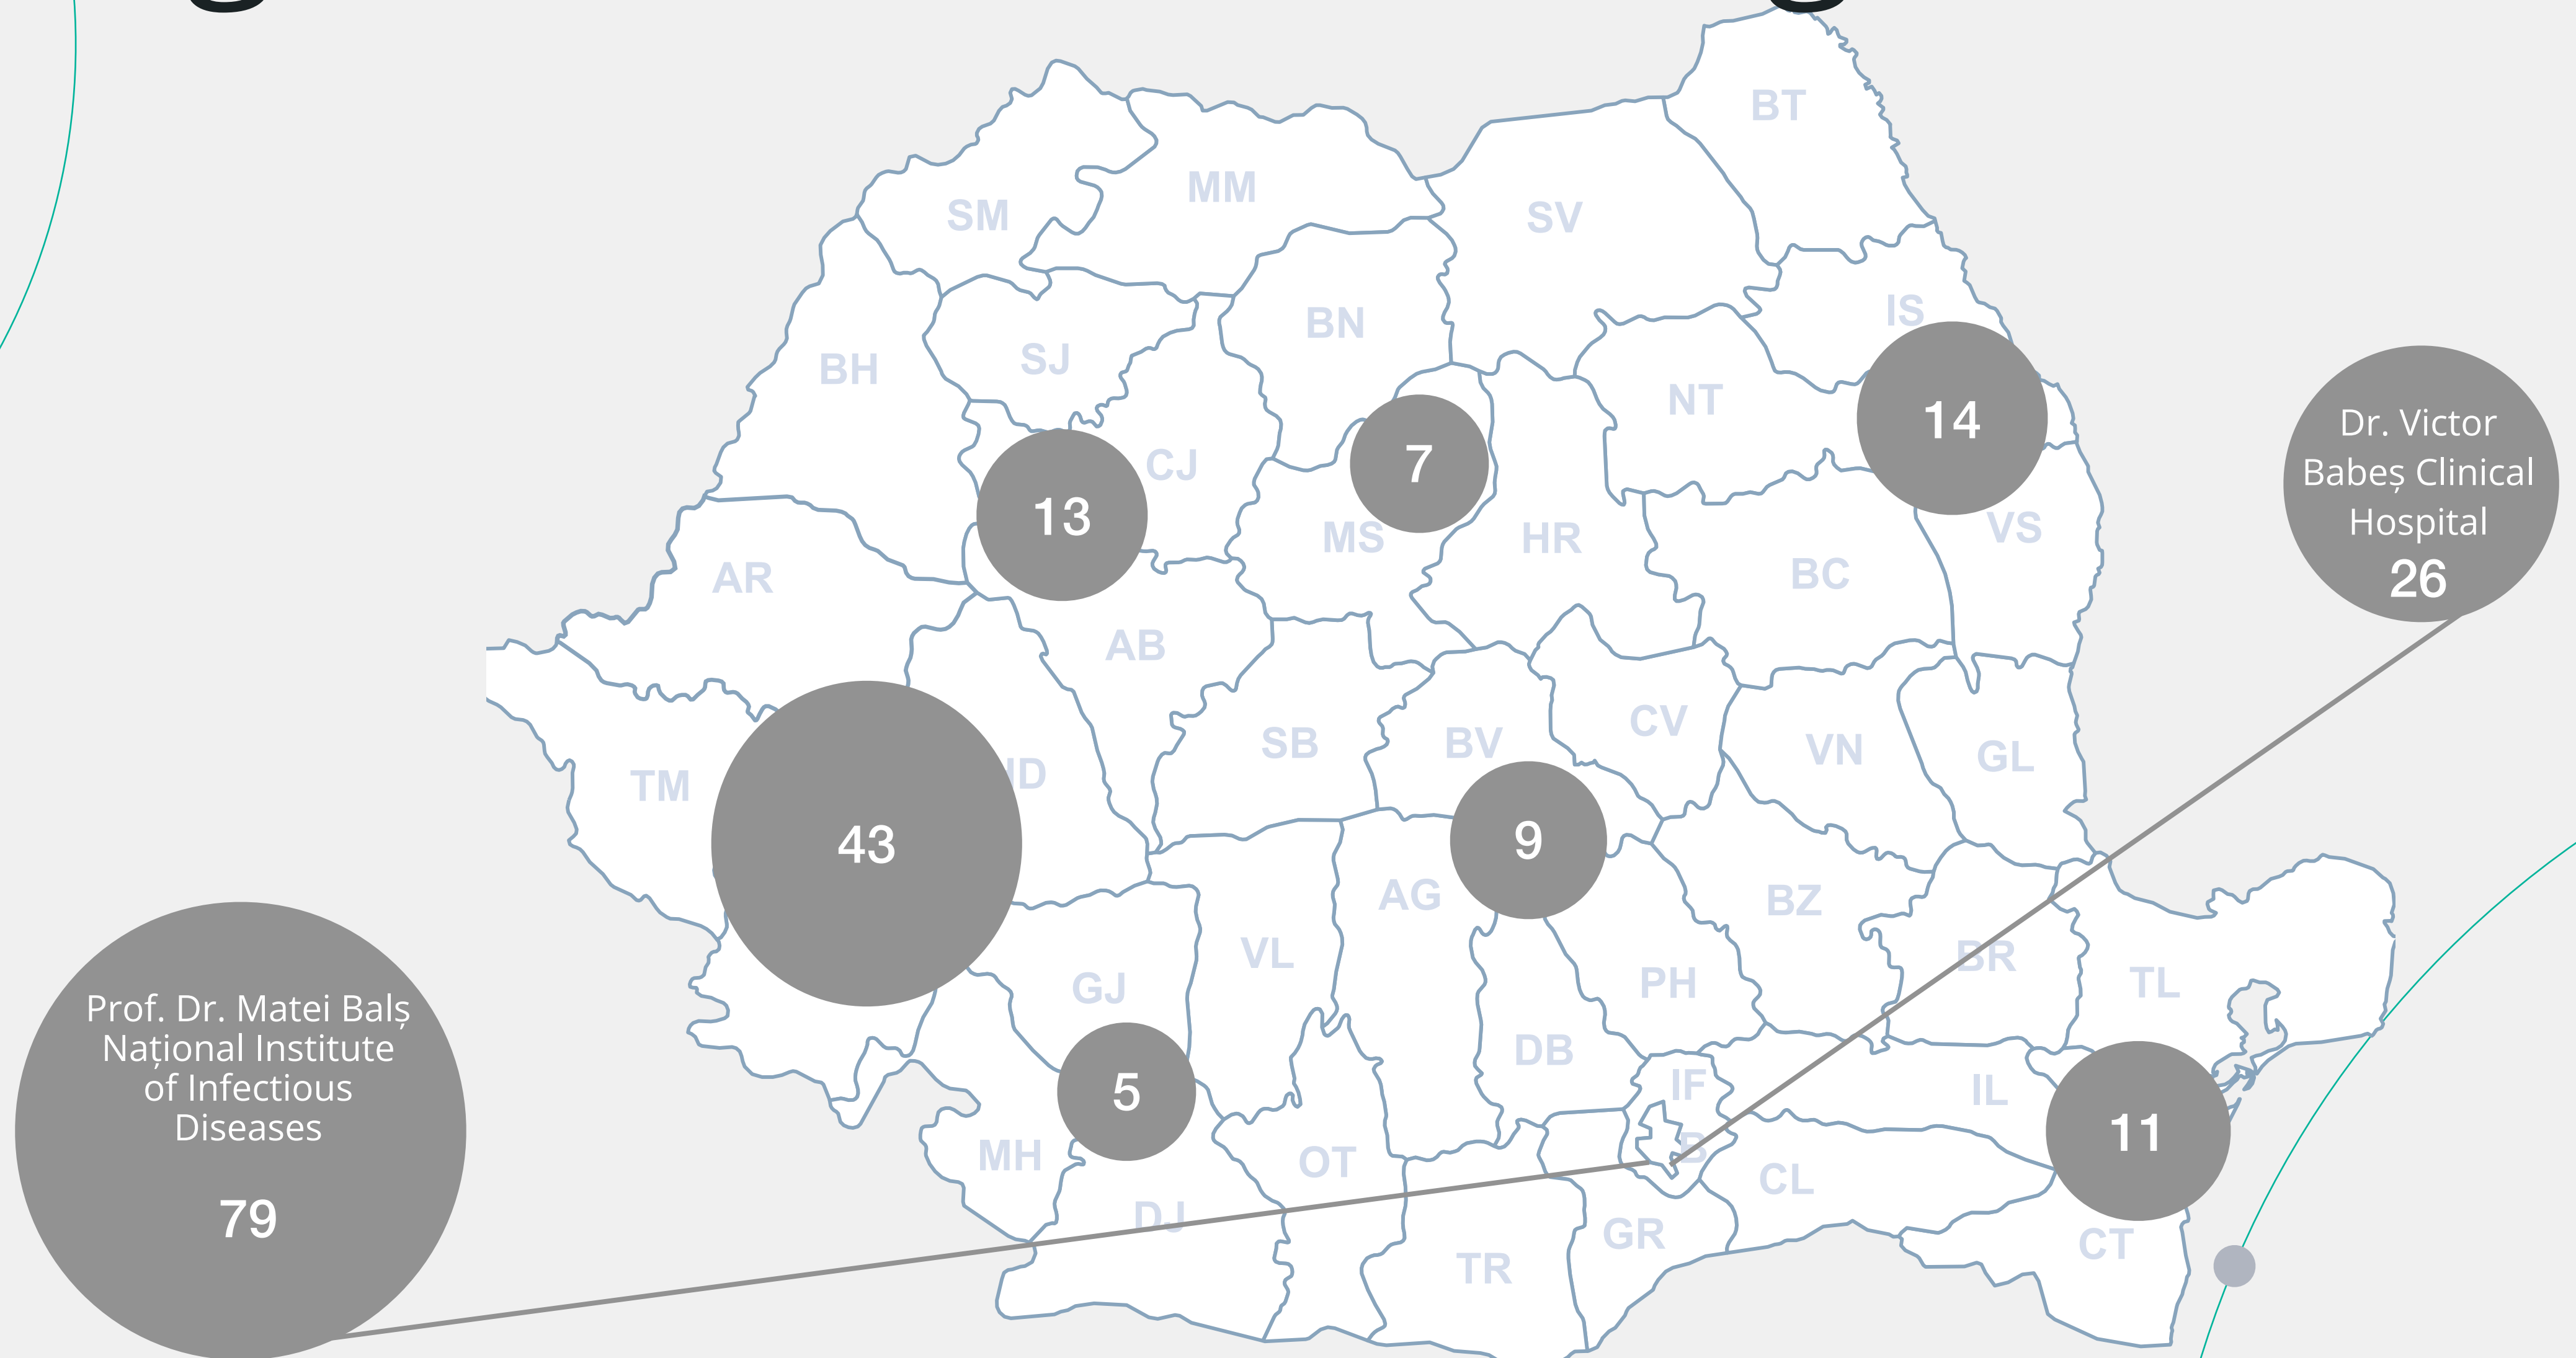 BT
MM
SM
SV
IS
BN
SJ
BH
NT
14
Dr. Victor
Babeș Clinical
Hospital
26
7
CJ
13
MS
HR
VS
BC
AR
AB
CV
SB
BV
VN
GL
TM
43
9
AG
BZ
VL
BR
TL
GJ
PH
DB
IF
IL
5
11
B
MH
OT
CL
DJ
GR
CT
TR
Prof. Dr. Matei Balș
Național Institute
of Infectious
Diseases
79